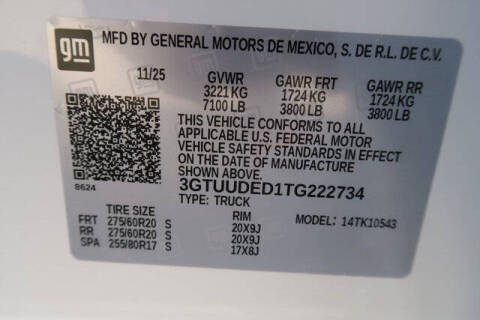 gm
MFD BY GENERAL MOTORS DE MEXICO, S. DE R.L. DE C.V.
11/25 GVWR GAWR FRT GAWR RR
3221 KG 1724 KG 1724 KG
7100 LB 3800 LB 3800 LB
THIS VEHICLE CONFORMS TO ALL
APPLICABLE U.S. FEDERAL MOTOR
VEHICLE SAFETY STANDARDS IN EFFECT
ON THE DATE OF MANUFACTURE
SHOWN ABOVE.
8624 3GTUUDED1TG222734
TYPE: TRUCK
TIRE SIZE RIM MODEL: 14TK10543
FRT 275/60R20 S 20X9J
RR 275/60R20 S 20X9J
SPA 255/80R17 S 17X8J